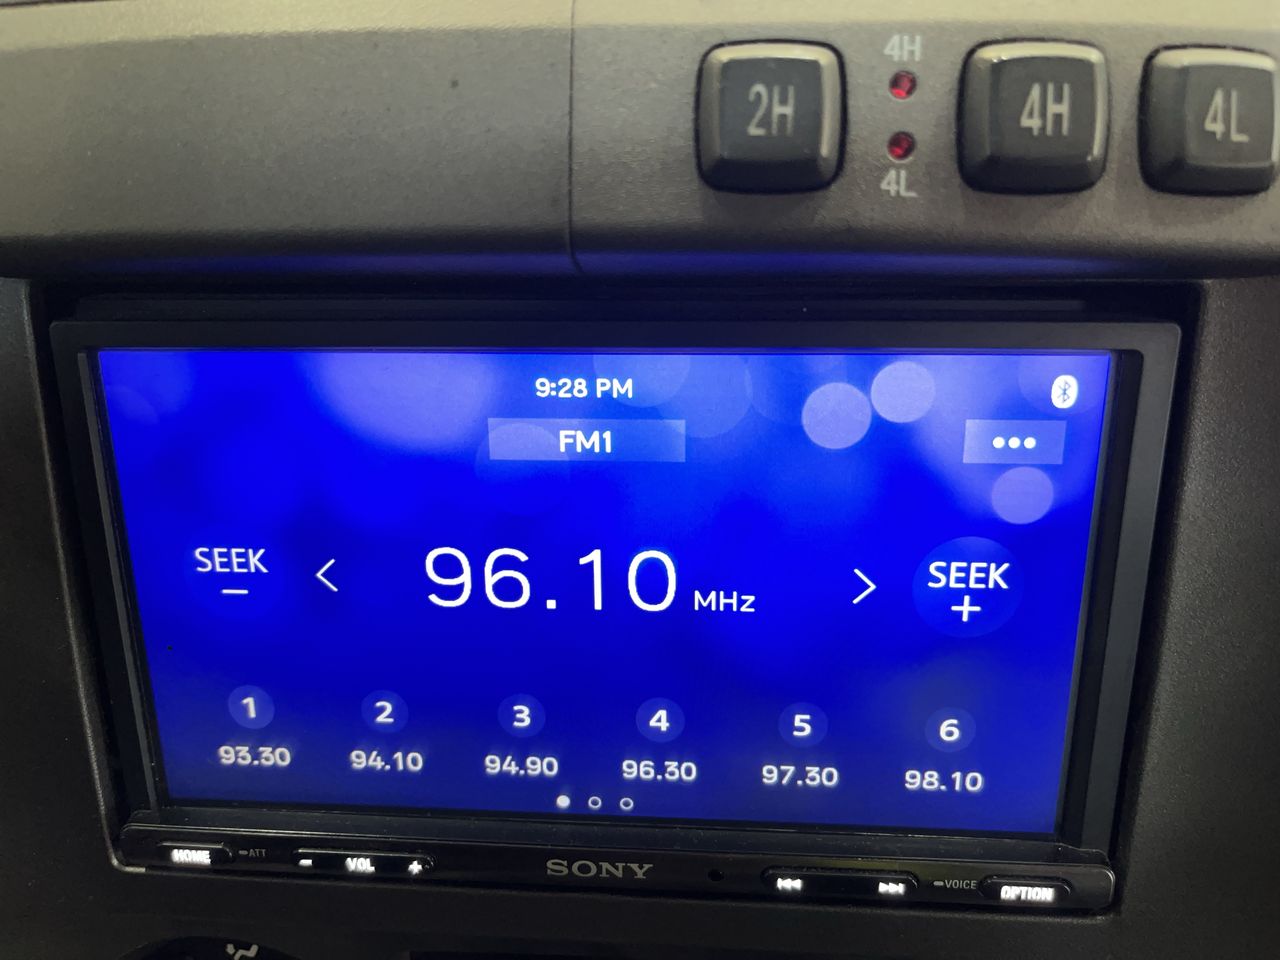 4H
2H
4H
4L
4L
9:28 PM
FM1
•••
SEEK
−
<
96.10 MHz
>
SEEK
+
1
2
3
4
5
6
93.30
94.10
94.90
96.30
97.30
98.10
HOME
ATT
− VOL +
SONY
VOICE
OPTION